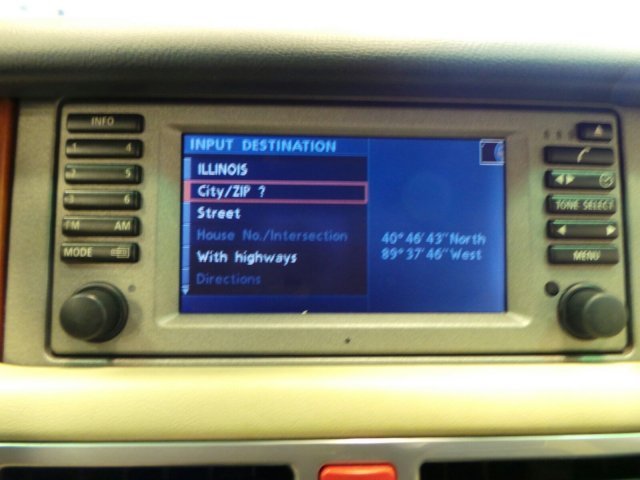 INPUT DESTINATION
ILLINOIS
City/ZIP ?
Street
House No./Intersection
With highways
Directions
40°46'43"North
89°37'46"West
INFO
1 4
2 5
3 6
FM AM
MODE
TONE SELECT
MENU